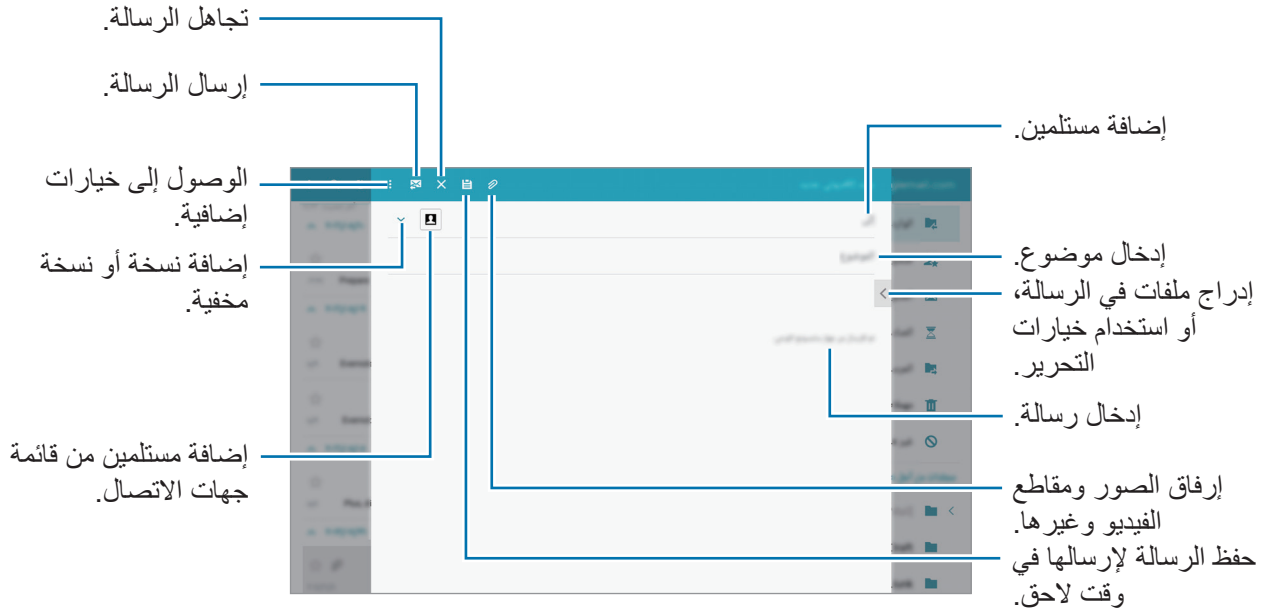 تجاهل الرسالة.
إرسال الرسالة.
إضافة مستلمين.
الوصول إلى خيارات
إضافية.
إدخال موضوع.
إضافة نسخة أو نسخة
مخفية.
إدراج ملفات في الرسالة،
أو استخدام خيارات
التحرير.
إدخال رسالة.
إضافة مستلمين من قائمة
جهات الاتصال.
إرفاق الصور ومقاطع
الفيديو وغيرها.
حفظ الرسالة لإرسالها في
وقت لاحق.